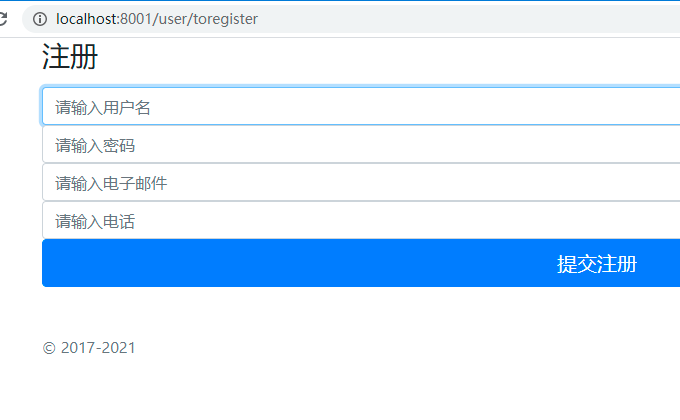 localhost:8001/user/toregister
注册
请输入用户名
请输入密码
请输入电子邮件
请输入电话
提交注册
© 2017-2021